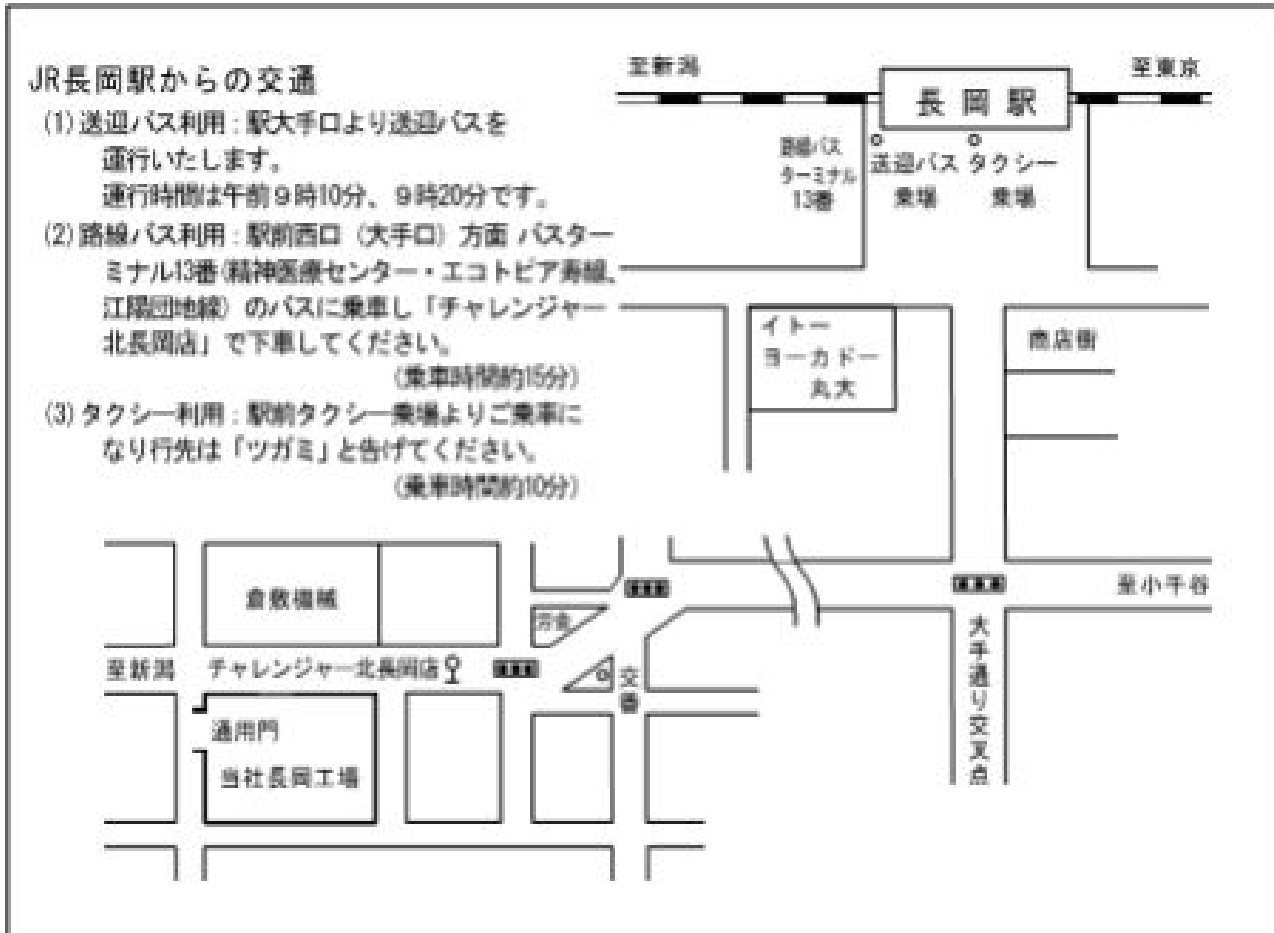 JR長岡駅からの交通
(1) 送迎バス利用：駅大手口より送迎バスを
運行いたします。
運行時間は午前９時10分、９時20分です。
(2) 路線バス利用：駅前西口（大手口）方面 バスター
ミナル13番(精神医療センター・エコトピア寿線、
江陽団地線）のバスに乗車し「チャレンジャー
北長岡店」で下車してください。
(乗車時間約15分)
(3) タクシー利用：駅前タクシー乗場よりご乗車に
なり行先は「ツガミ」と告げてください。
(乗車時間約10分)
至新潟
長岡駅
至東京
路線バス
ターミナル
13番
送迎バス
乗場
タクシー
乗場
イトー
ヨーカドー
丸大
商店街
至小千谷
大手通り交叉点
倉敷機械
労金
至新潟
チャレンジャー北長岡店
交番
通用門
当社長岡工場